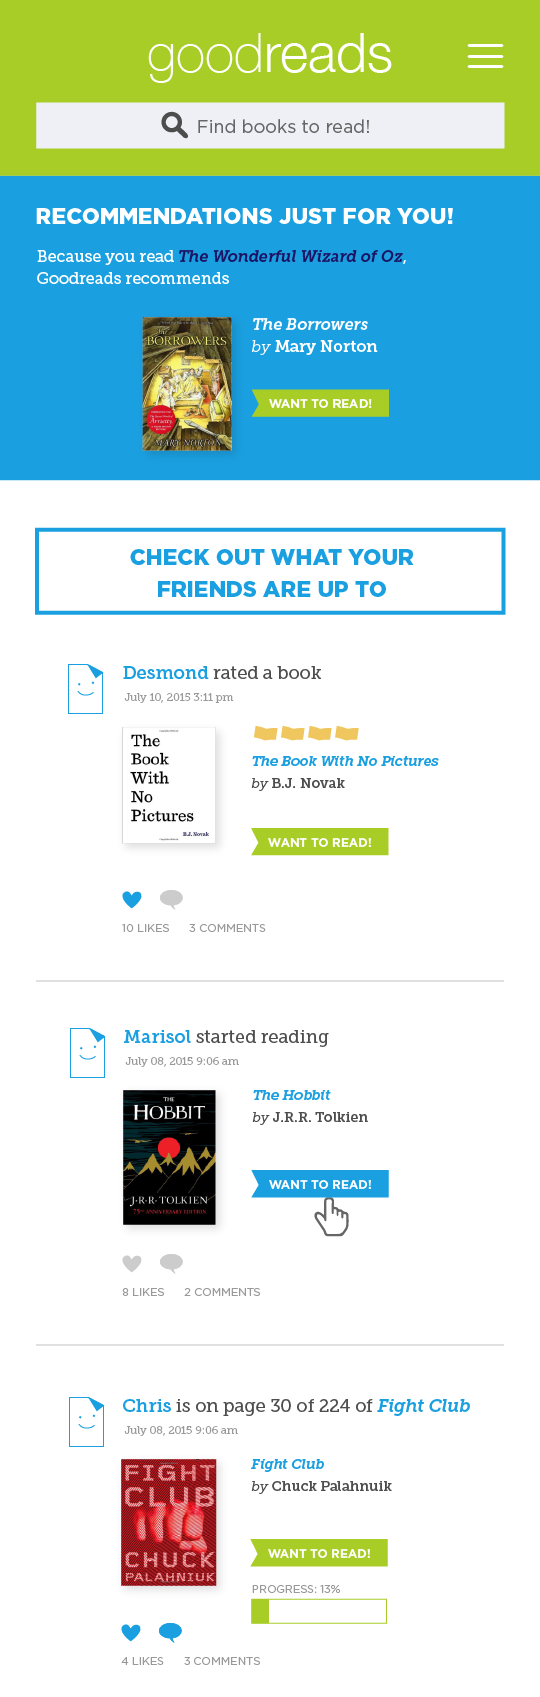 goodreads
Find books to read!
RECOMMENDATIONS JUST FOR YOU!
Because you read The Wonderful Wizard of Oz,
Goodreads recommends
The
BORROWERS
MARY NORTON
The Borrowers
by Mary Norton
WANT TO READ!
CHECK OUT WHAT YOUR
FRIENDS ARE UP TO
Desmond rated a book
July 10, 2015 3:11 pm
The
Book
With
No
Pictures
B.J. Novak
The Book With No Pictures
by B.J. Novak
WANT TO READ!
10 LIKES 3 COMMENTS
Marisol started reading
July 08, 2015 9:06 am
THE
HOBBIT
J·R·R·TOLKIEN
75TH ANNIVERSARY EDITION
The Hobbit
by J.R.R. Tolkien
WANT TO READ!
8 LIKES 2 COMMENTS
Chris is on page 30 of 224 of Fight Club
July 08, 2015 9:06 am
FIGHT
CLUB
CHUCK
PALAHNIUK
Fight Club
by Chuck Palahnuik
WANT TO READ!
PROGRESS: 13%
4 LIKES 3 COMMENTS